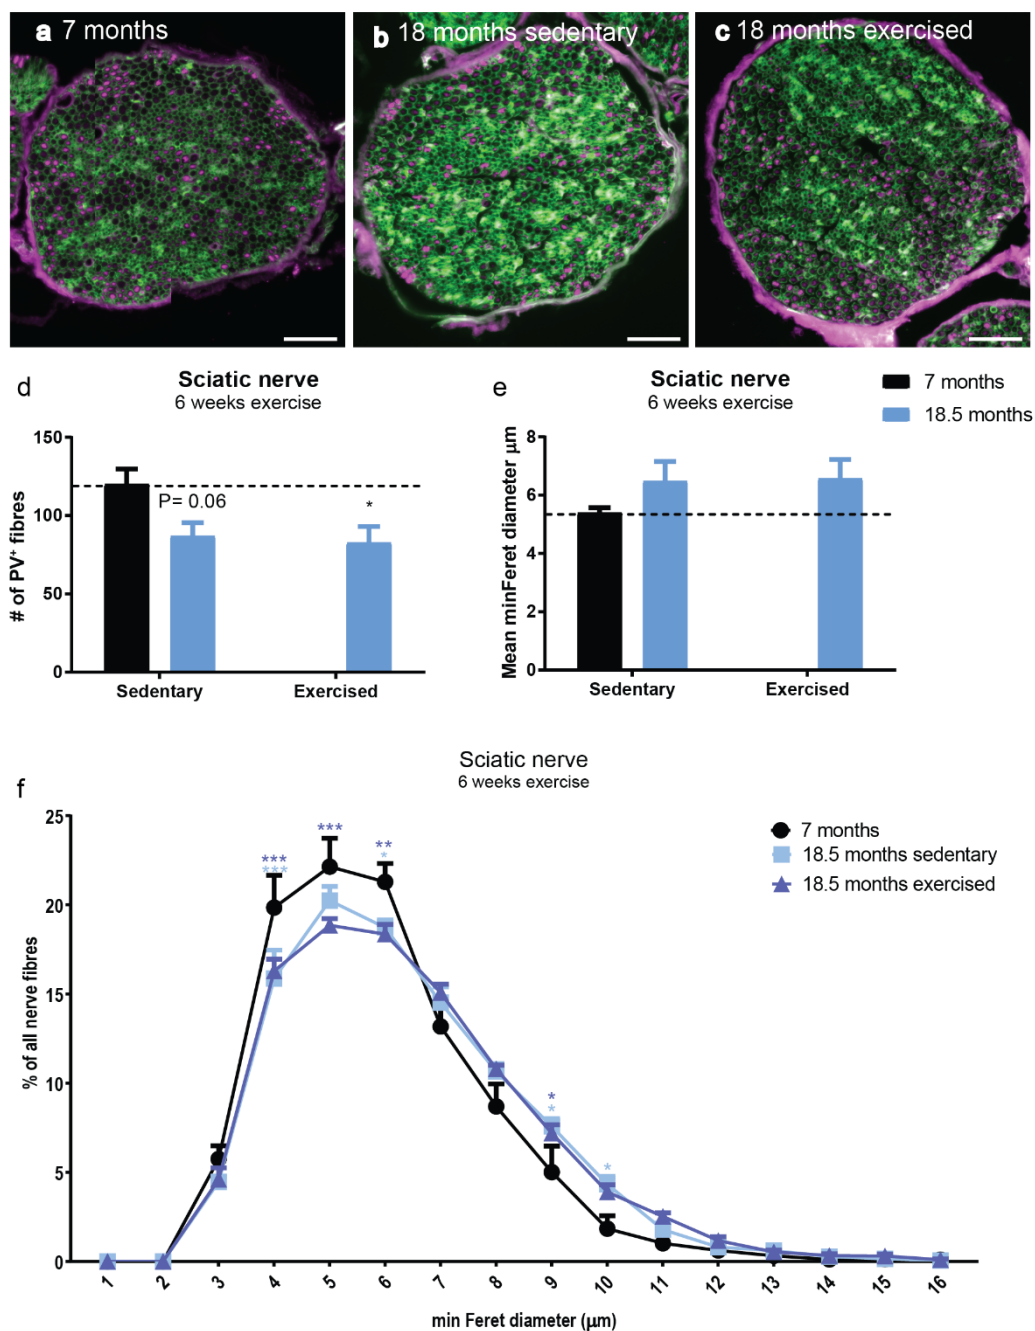 a 7 months
b 18 months sedentary
c 18 months exercised
d
Sciatic nerve
6 weeks exercise
# of PV⁺ fibres
150
100
50
0
P= 0.06
*
Sedentary
Exercised
e
Sciatic nerve
6 weeks exercise
7 months
18.5 months
Mean minFeret diameter µm
8
6
4
2
0
Sedentary
Exercised
f
Sciatic nerve
6 weeks exercise
% of all nerve fibres
25
20
15
10
5
0
***
***
***
**
*
*
*
*
7 months
18.5 months sedentary
18.5 months exercised
1 2 3 4 5 6 7 8 9 10 11 12 13 14 15 16
min Feret diameter (µm)